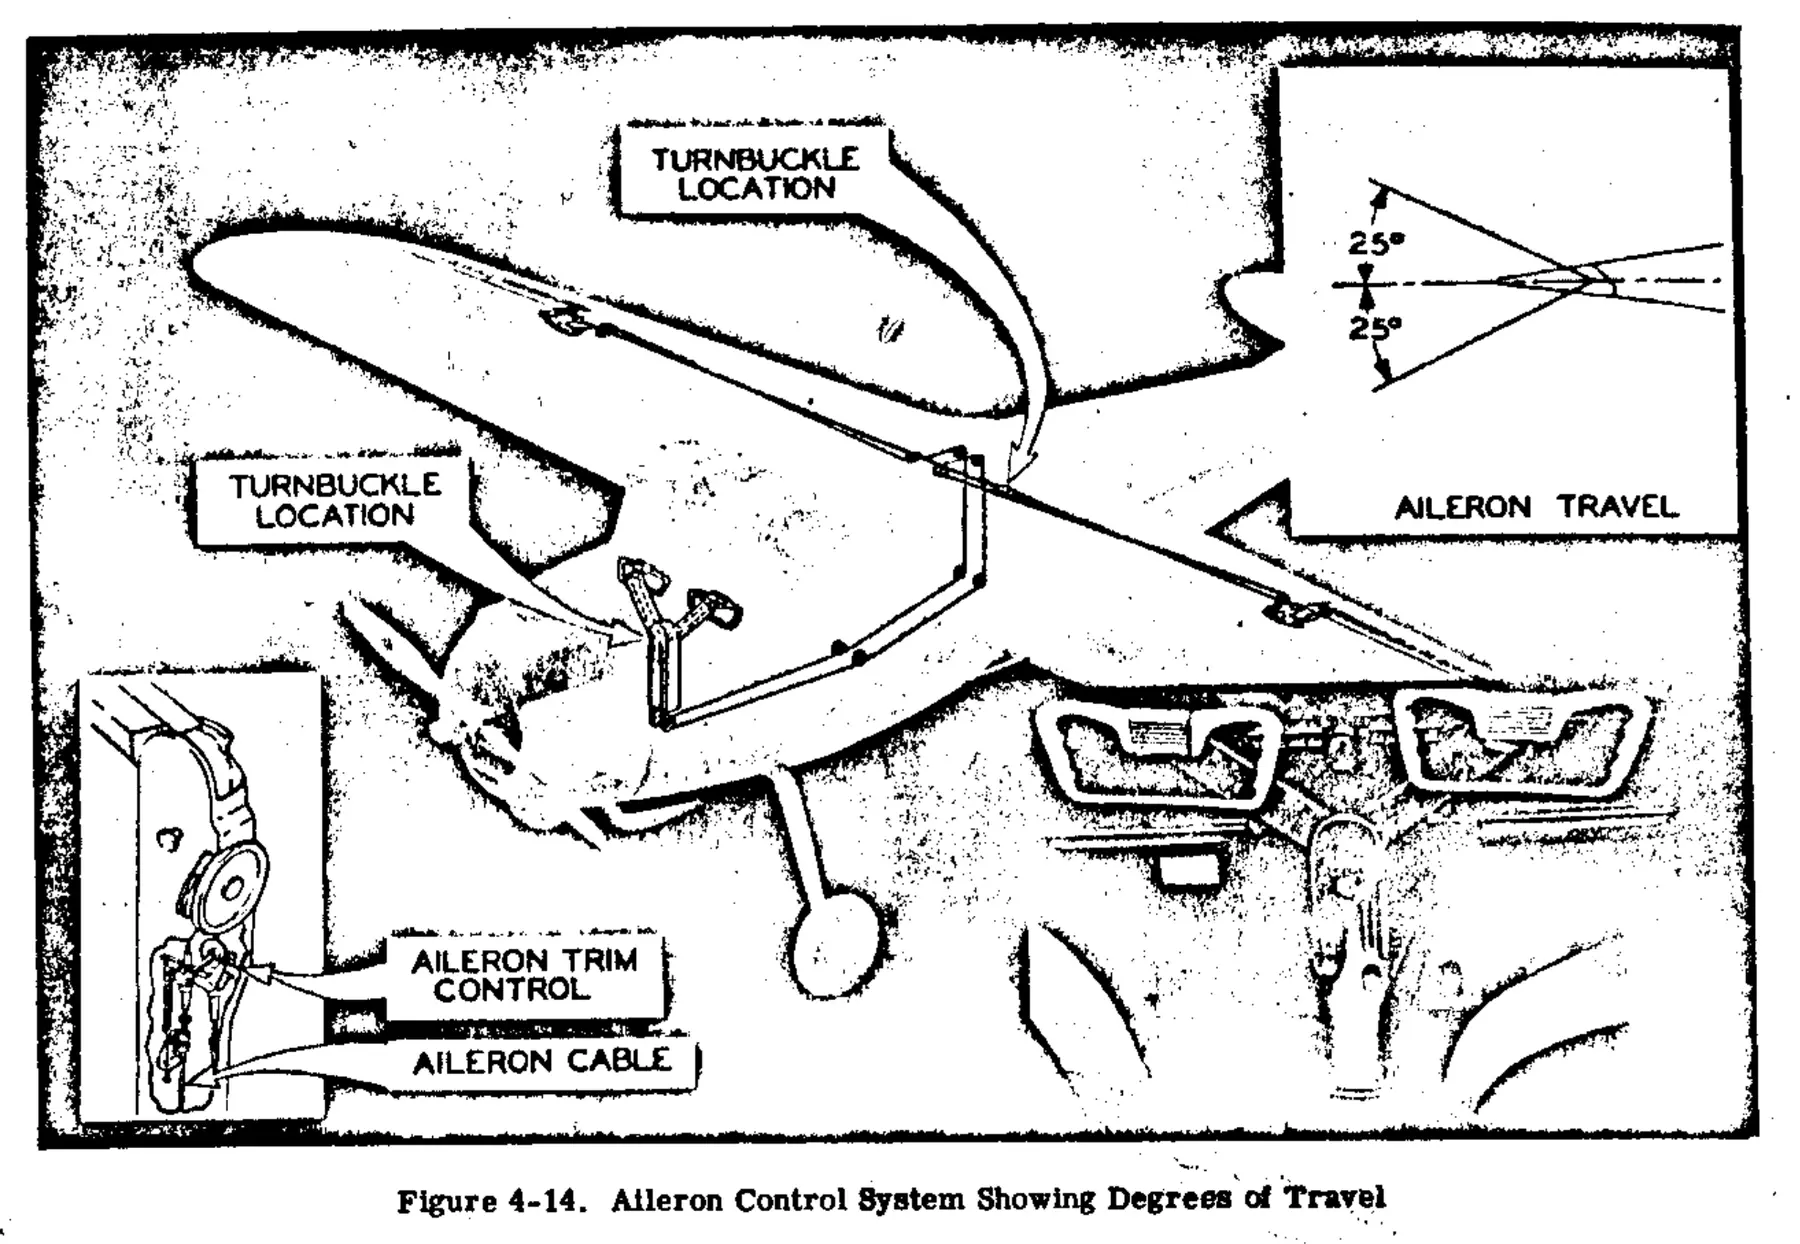 TURNBUCKLE
LOCATION
25°
25°
AILERON TRAVEL
TURNBUCKLE
LOCATION
AILERON TRIM
CONTROL
AILERON CABLE
Figure 4-14. Aileron Control System Showing Degrees of Travel